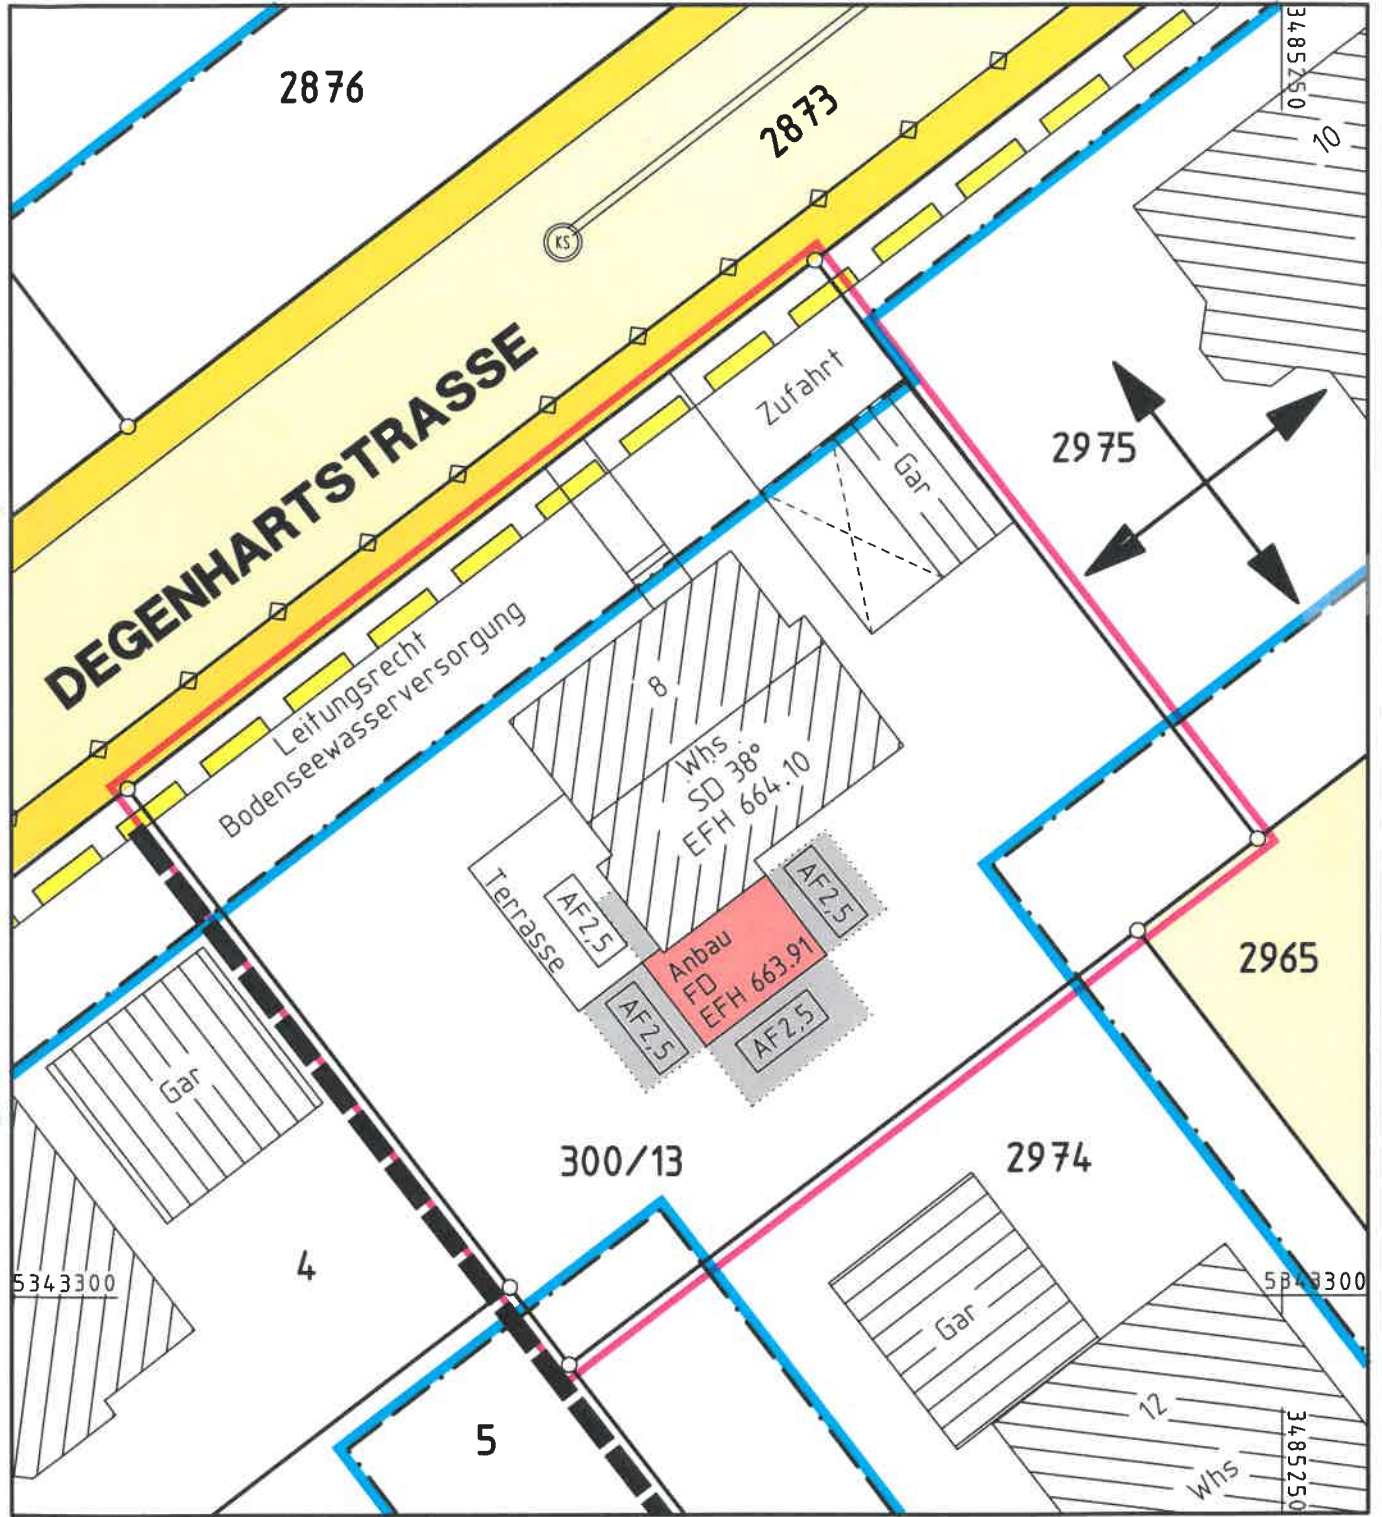 3485250
2876
2873
10
KS
DEGENHARTSTRASSE
Zufahrt
2975
Gar
Leitungsrecht
Bodenseewasserversorgung
8
Whs
SD 38°
EFH 664.10
Terrasse
AF2,5
AF2,5
Anbau
FD
EFH 663.91
AF2,5
AF2,5
2965
Gar
300/13
2974
4
5343300
5343300
Gar
12
Whs
5
3485250